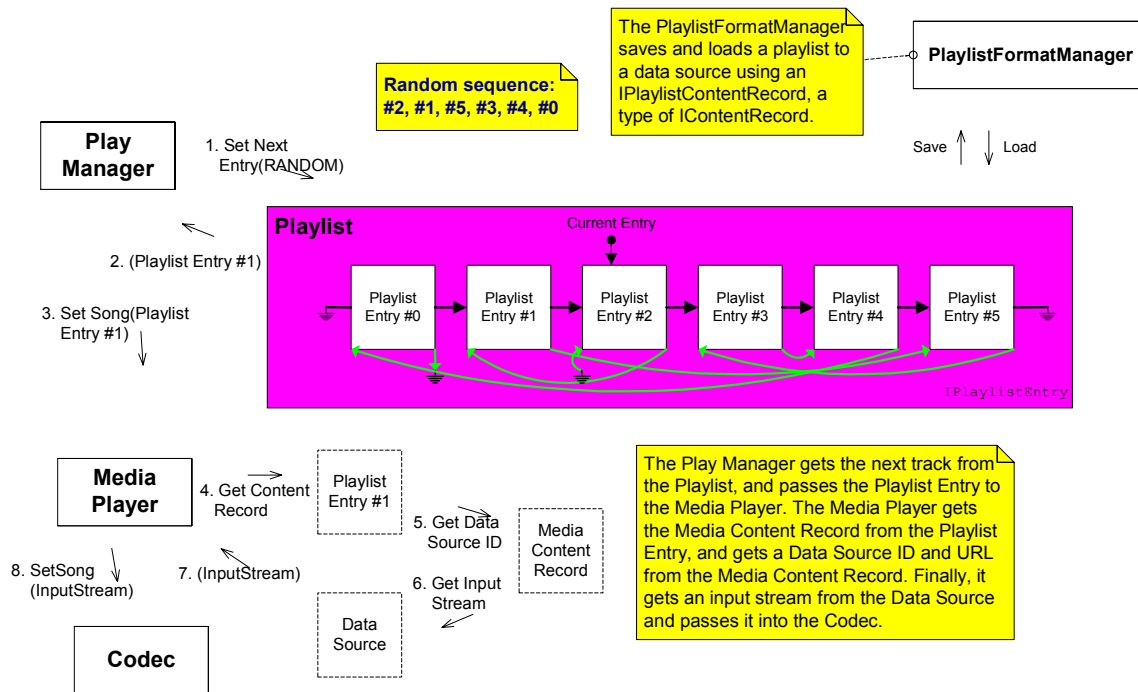 The PlaylistFormatManager
saves and loads a playlist to
a data source using an
IPlaylistContentRecord, a
type of IContentRecord.
PlaylistFormatManager
Random sequence:
#2, #1, #5, #3, #4, #0
Play
Manager
1. Set Next
Entry(RANDOM)
Save
Load
2. (Playlist Entry #1)
3. Set Song(Playlist
Entry #1)
Playlist
Current Entry
Playlist
Entry #0
Playlist
Entry #1
Playlist
Entry #2
Playlist
Entry #3
Playlist
Entry #4
Playlist
Entry #5
IPlaylistEntry
Media
Player
4. Get Content
Record
Playlist
Entry #1
5. Get Data
Source ID
Media
Content
Record
6. Get Input
Stream
7. (InputStream)
8. SetSong
(InputStream)
Data
Source
Codec
The Play Manager gets the next track from
the Playlist, and passes the Playlist Entry to
the Media Player. The Media Player gets
the Media Content Record from the Playlist
Entry, and gets a Data Source ID and URL
from the Media Content Record. Finally, it
gets an input stream from the Data Source
and passes it into the Codec.